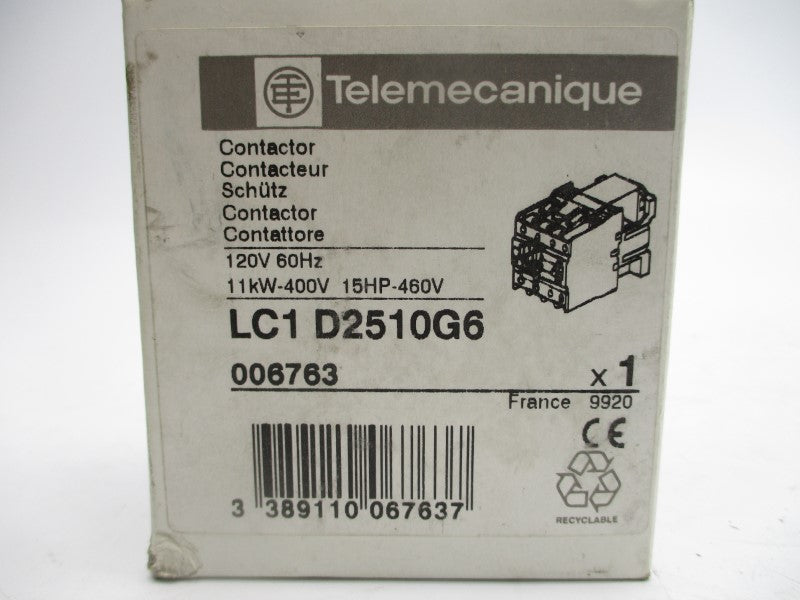 Telemecanique
Contactor
Contacteur
Schütz
Contactor
Contattore
120V 60Hz
11kW-400V 15HP-460V
LC1 D2510G6
006763 x 1
France 9920
CE
3 389110 067637
RECYCLABLE